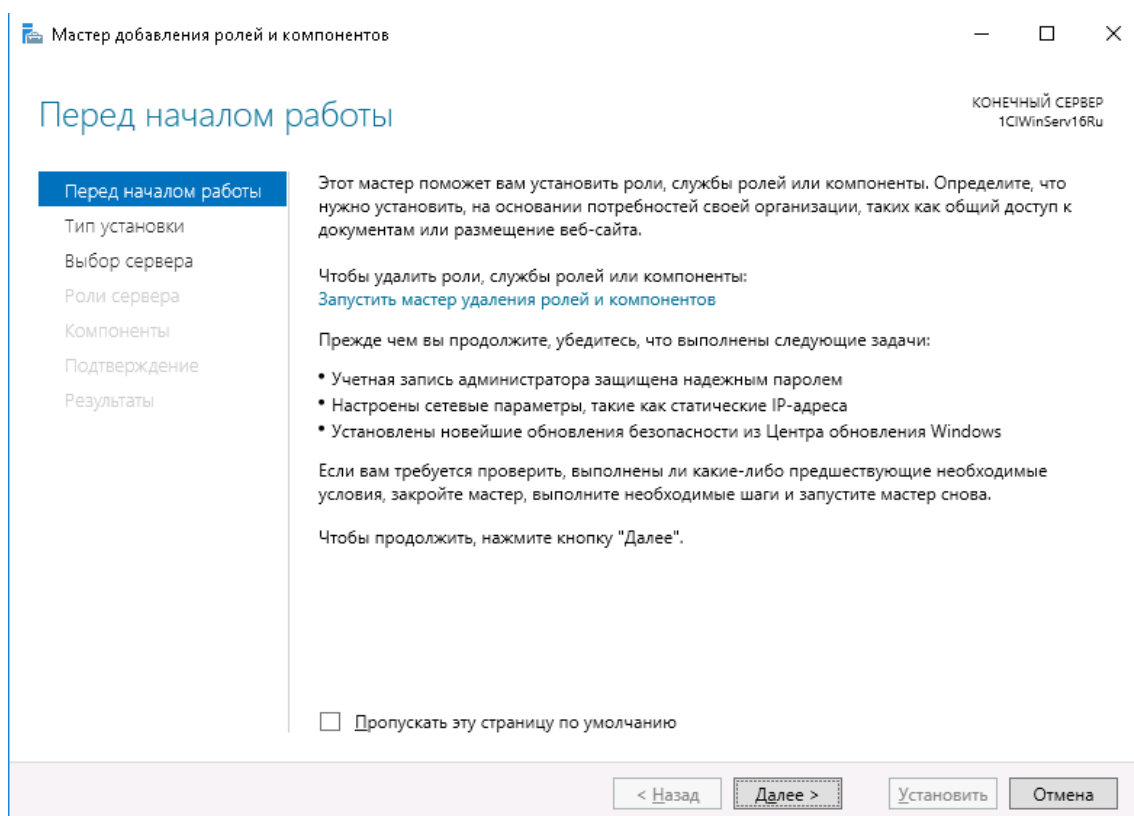 Мастер добавления ролей и компонентов
Перед началом работы
КОНЕЧНЫЙ СЕРВЕР
1CIWinServ16Ru
Перед началом работы
Тип установки
Выбор сервера
Роли сервера
Компоненты
Подтверждение
Результаты
Этот мастер поможет вам установить роли, службы ролей или компоненты. Определите, что
нужно установить, на основании потребностей своей организации, таких как общий доступ к
документам или размещение веб-сайта.
Чтобы удалить роли, службы ролей или компоненты:
Запустить мастер удаления ролей и компонентов
Прежде чем вы продолжите, убедитесь, что выполнены следующие задачи:
• Учетная запись администратора защищена надежным паролем
• Настроены сетевые параметры, такие как статические IP-адреса
• Установлены новейшие обновления безопасности из Центра обновления Windows
Если вам требуется проверить, выполнены ли какие-либо предшествующие необходимые
условия, закройте мастер, выполните необходимые шаги и запустите мастер снова.
Чтобы продолжить, нажмите кнопку "Далее".
Пропускать эту страницу по умолчанию
< Назад
Далее >
Установить
Отмена